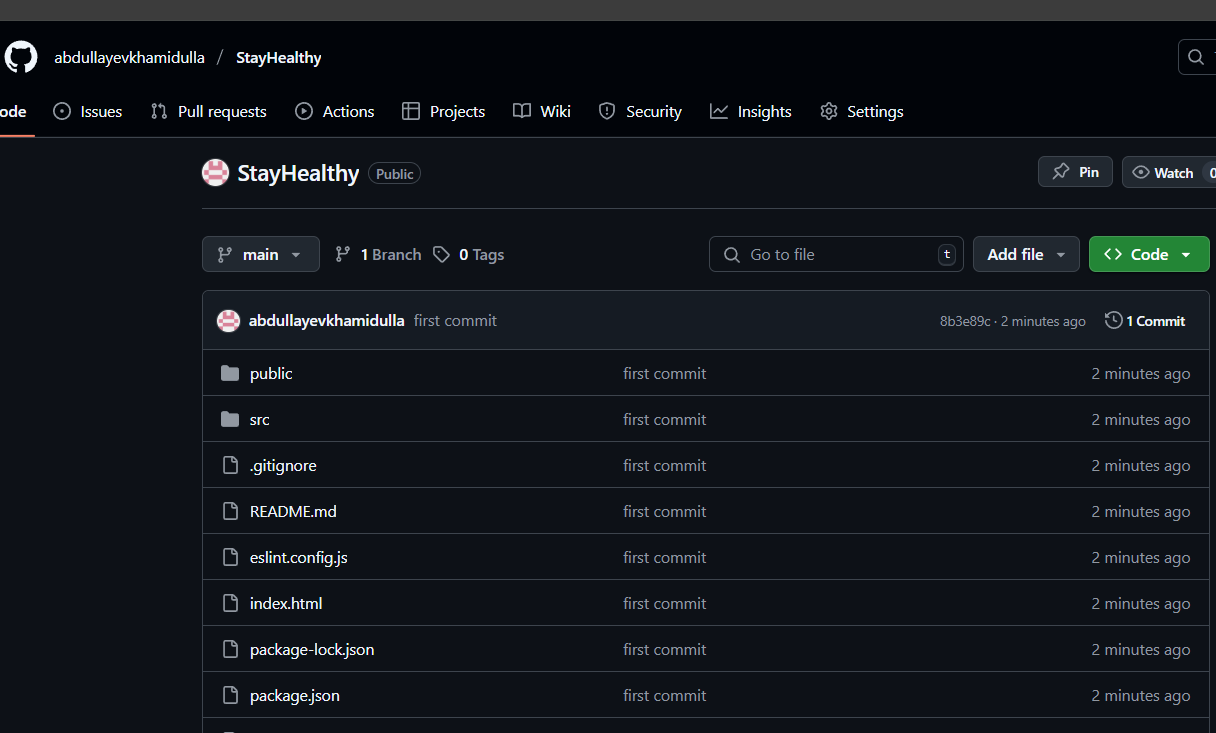 abdullayevkhamidulla / StayHealthy
ode Issues Pull requests Actions Projects Wiki Security Insights Settings
StayHealthy Public Pin Watch 0
main 1 Branch 0 Tags Go to file t Add file Code
abdullayevkhamidulla first commit 8b3e89c · 2 minutes ago 1 Commit
public first commit 2 minutes ago
src first commit 2 minutes ago
.gitignore first commit 2 minutes ago
README.md first commit 2 minutes ago
eslint.config.js first commit 2 minutes ago
index.html first commit 2 minutes ago
package-lock.json first commit 2 minutes ago
package.json first commit 2 minutes ago